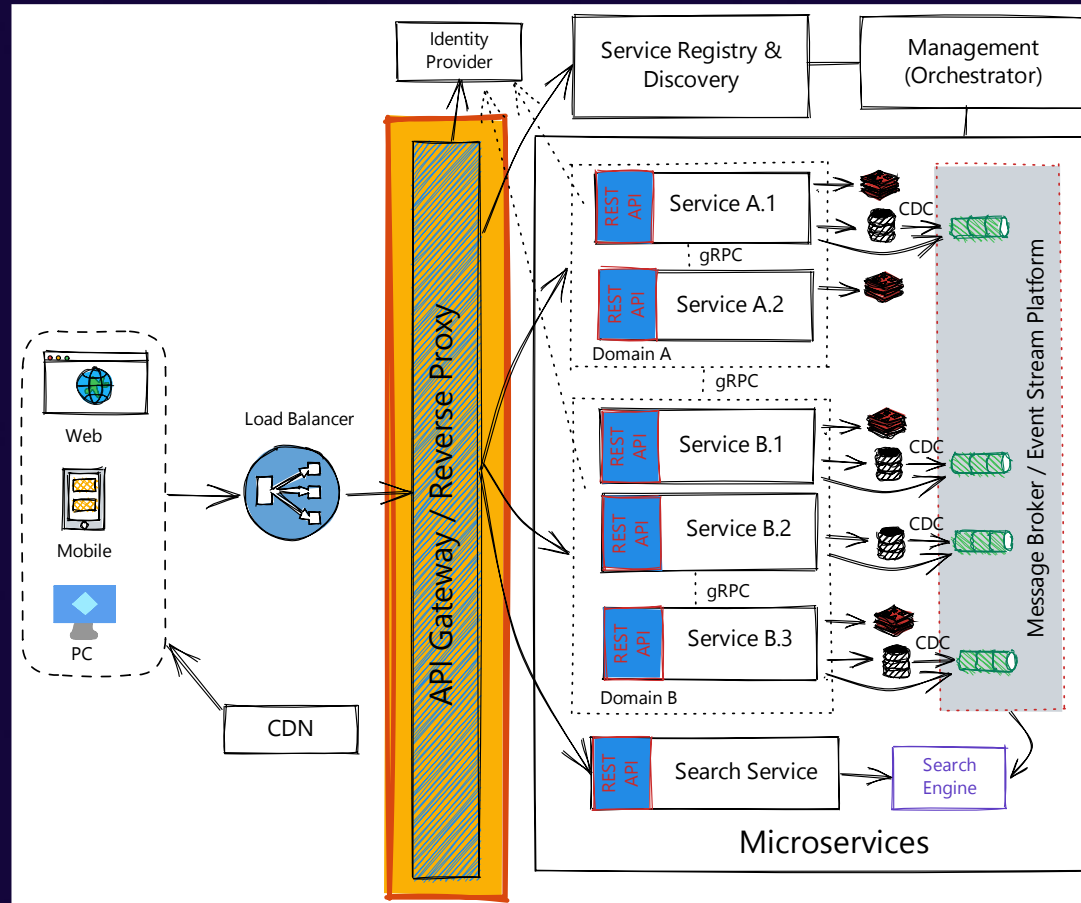 Identity
Provider
Service Registry &
Discovery
Management
(Orchestrator)
REST
API
Service A.1
CDC
gRPC
REST
API
Service A.2
Domain A
gRPC
REST
API
Service B.1
CDC
REST
API
Service B.2
CDC
gRPC
REST
API
Service B.3
CDC
Domain B
REST
API
Search Service
Search
Engine
Microservices
Message Broker / Event Stream Platform
API Gateway / Reverse Proxy
Load Balancer
Web
Mobile
PC
CDN